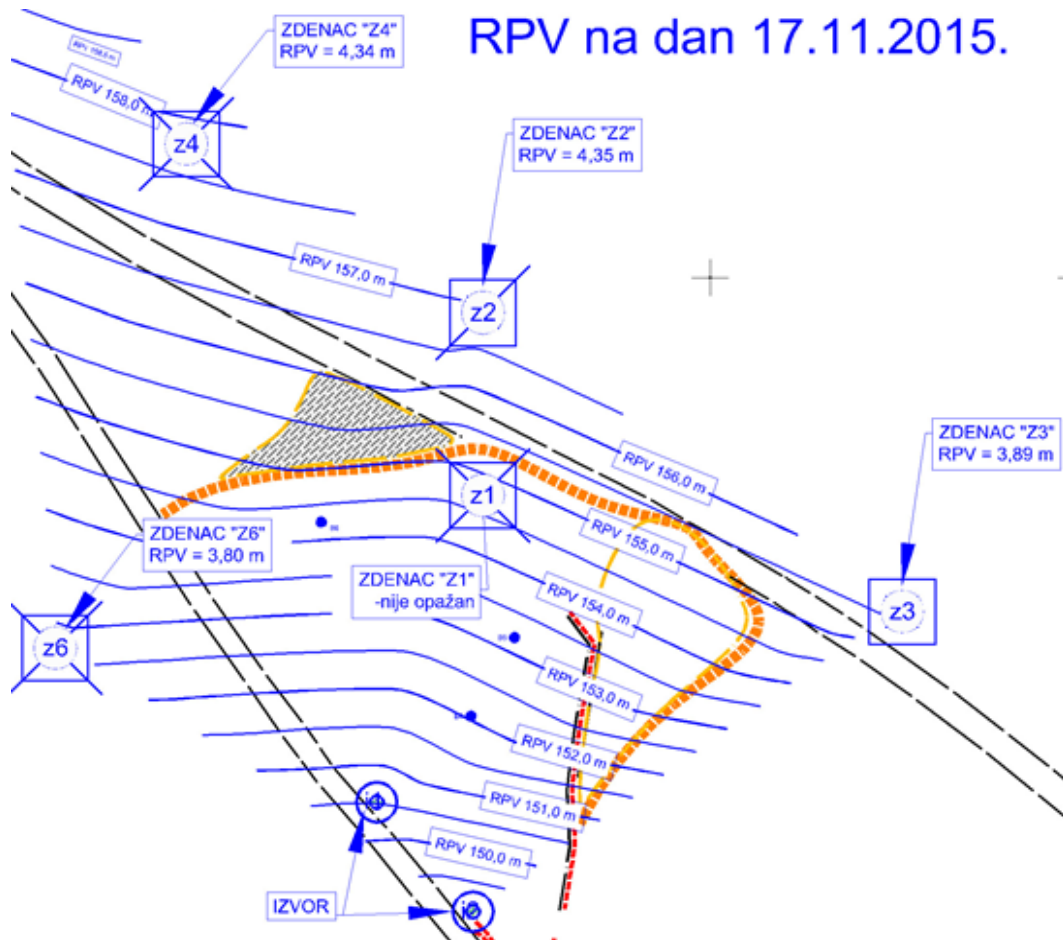 RPV na dan 17.11.2015.
ZDENAC "Z4"
RPV = 4,34 m
RPV 158,0 m
z4
ZDENAC "Z2"
RPV = 4,35 m
RPV 157,0 m
z2
ZDENAC "Z3"
RPV = 3,89 m
RPV 156,0 m
z1
RPV 155,0 m
ZDENAC "Z6"
RPV = 3,80 m
ZDENAC "Z1"
-nije opažan
RPV 154,0 m
z3
z6
RPV 153,0 m
RPV 152,0 m
RPV 151,0 m
RPV 150,0 m
IZVOR